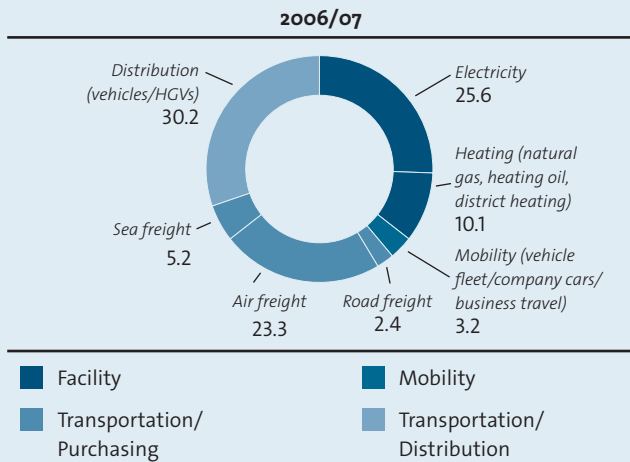 2006/07
Distribution
(vehicles/HGVs)
30.2
Electricity
25.6
Heating (natural
gas, heating oil,
district heating)
10.1
Sea freight
5.2
Mobility (vehicle
fleet/company cars/
business travel)
3.2
Air freight
23.3
Road freight
2.4
Facility
Mobility
Transportation/
Purchasing
Transportation/
Distribution